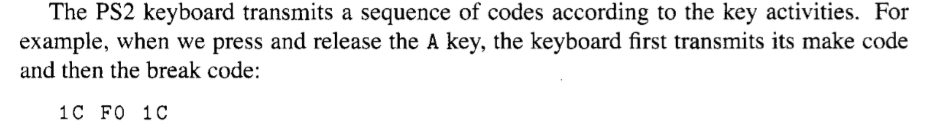 The PS2 keyboard transmits a sequence of codes according to the key activities. For
example, when we press and release the A key, the keyboard first transmits its make code
and then the break code:
1C F0 1C